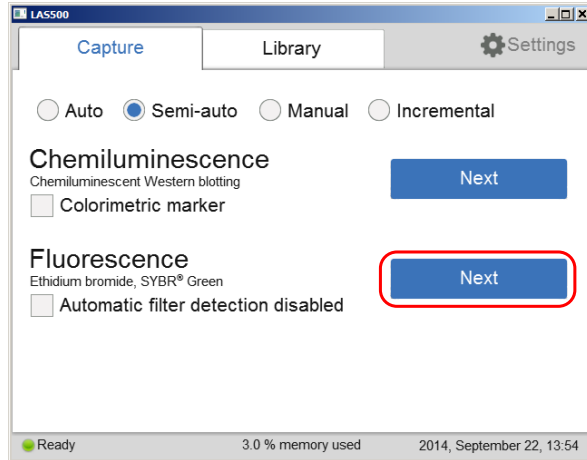 LAS500
Capture
Library
Settings
Auto
Semi-auto
Manual
Incremental
Chemiluminescence
Chemiluminescent Western blotting
Next
Colorimetric marker
Fluorescence
Ethidium bromide, SYBR® Green
Next
Automatic filter detection disabled
Ready
3.0 % memory used
2014, September 22, 13:54